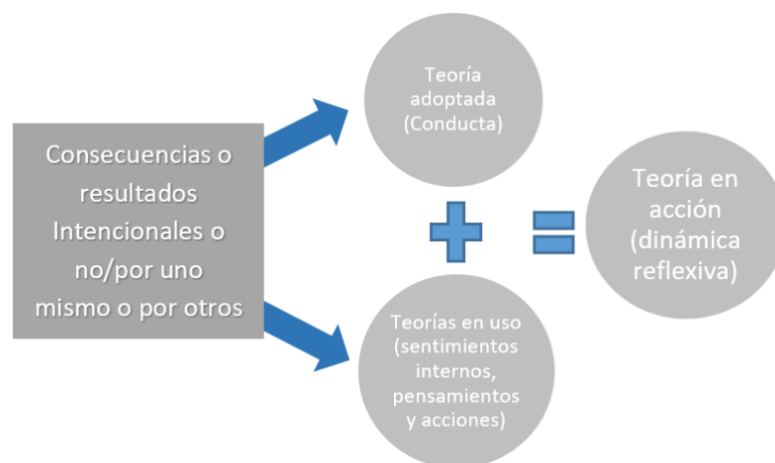 Consecuencias o
resultados
Intencionales o
no/por uno
mismo o por otros
Teoría
adoptada
(Conducta)
Teorías en uso
(sentimientos
internos,
pensamientos
y acciones)
Teoría en
acción
(dinámica
reflexiva)